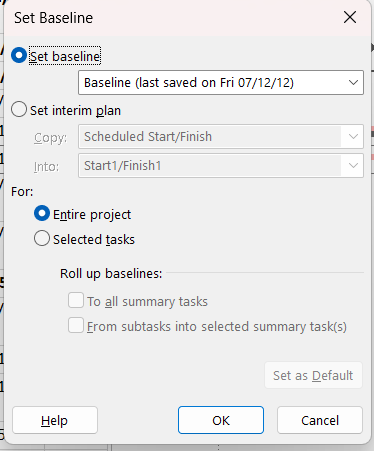 Set Baseline
Set baseline
Baseline (last saved on Fri 07/12/12)
Set interim plan
Copy: Scheduled Start/Finish
Into: Start1/Finish1
For:
Entire project
Selected tasks
Roll up baselines:
To all summary tasks
From subtasks into selected summary task(s)
Set as Default
Help OK Cancel